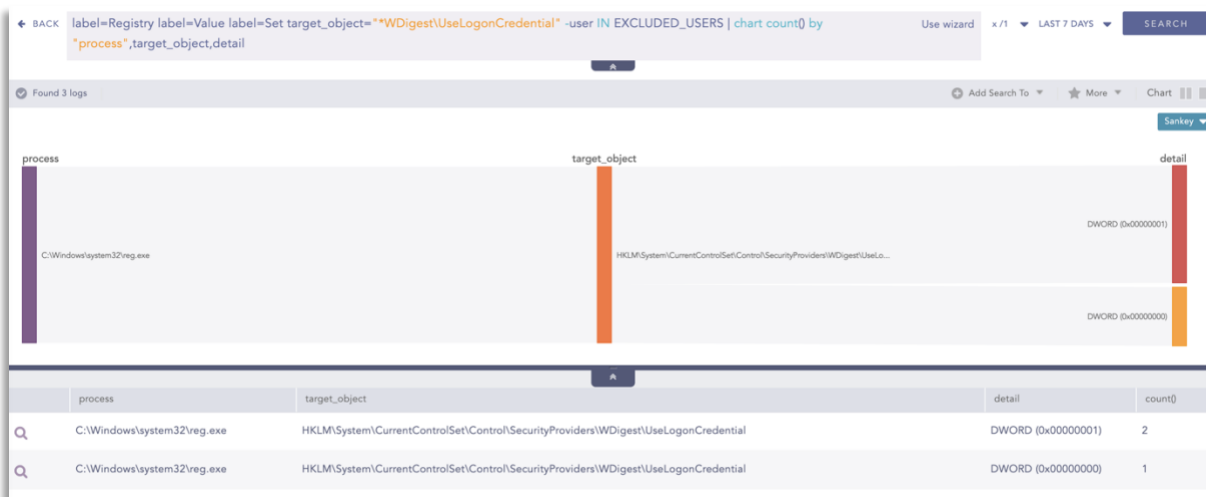 BACK
label=Registry label=Value label=Set target_object="*WDigest\UseLogonCredential" -user IN EXCLUDED_USERS | chart count() by
"process",target_object,detail
Use wizard
x /1
LAST 7 DAYS
SEARCH
Found 3 logs
Add Search To
More
Chart
Sankey
process
target_object
detail
DWORD (0x00000001)
C:\Windows\system32\reg.exe
HKLM\System\CurrentControlSet\Control\SecurityProviders\WDigest\UseLo...
DWORD (0x00000000)
process target_object detail count()
C:\Windows\system32\reg.exe HKLM\System\CurrentControlSet\Control\SecurityProviders\WDigest\UseLogonCredential DWORD (0x00000001) 2
C:\Windows\system32\reg.exe HKLM\System\CurrentControlSet\Control\SecurityProviders\WDigest\UseLogonCredential DWORD (0x00000000) 1